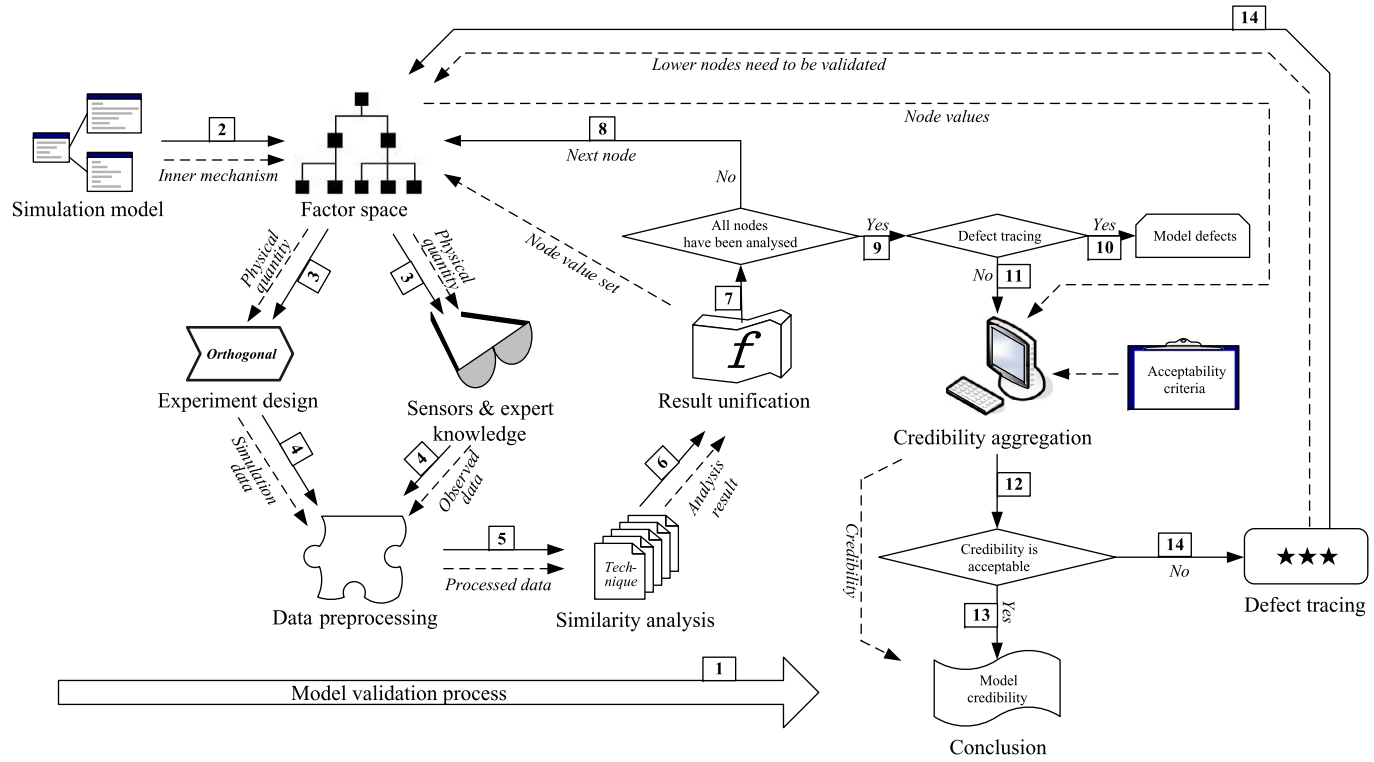 14
Lower nodes need to be validated
Node values
2
Inner mechanism
Simulation model
Factor space
8
Next node
No
All nodes
have been analysed
Yes
9
Defect tracing
Yes
10
Model defects
No
11
Physical
quantity
3
3
Physical
quantity
Node value set
7
Orthogonal
Experiment design
Sensors & expert
knowledge
f
Result unification
Acceptability
criteria
Credibility aggregation
Simulation
data
4
4
Observed
data
6
Analysis
result
12
5
Processed data
Tech-
nique
Data preprocessing
Similarity analysis
Credibility
Credibility is
acceptable
14
No
Defect tracing
13
Yes
1
Model validation process
Model
credibility
Conclusion